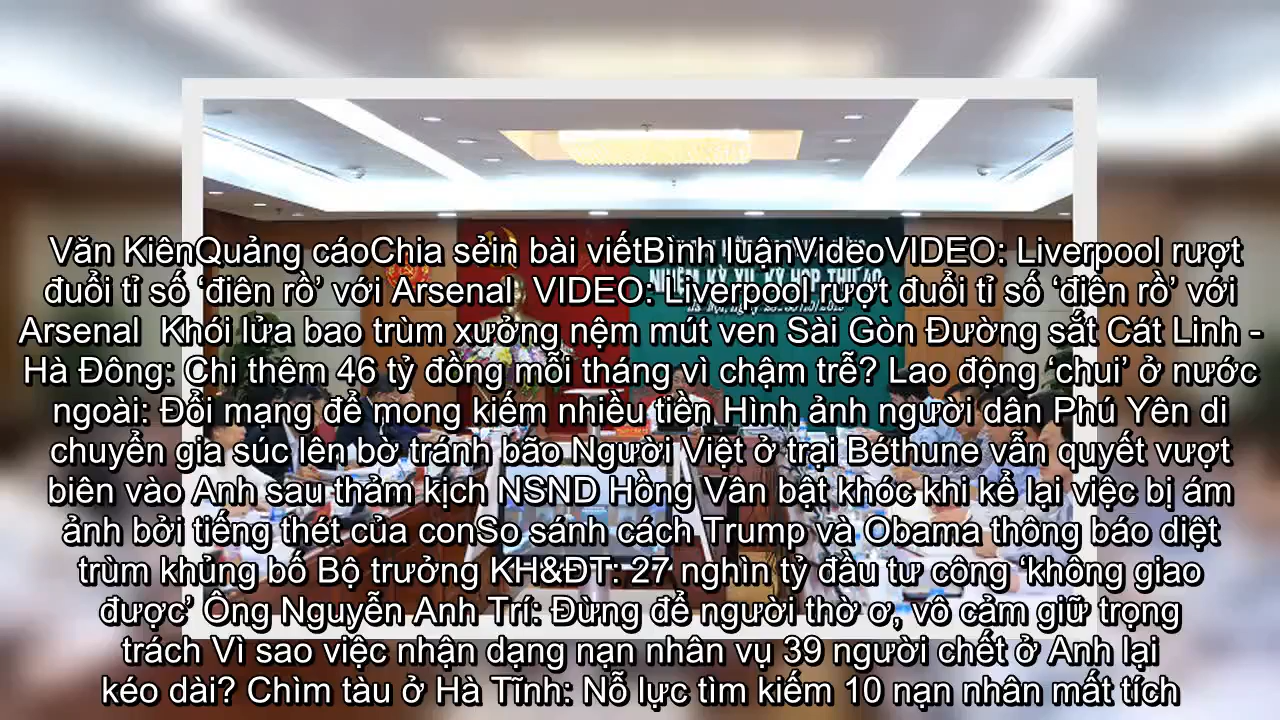 Văn KiênQuảng cáoChia sẻin bài viếtBình luậnVideoVIDEO: Liverpool rượt
đuổi tỉ số ‘điên rồ’ với Arsenal  VIDEO: Liverpool rượt đuổi tỉ số ‘điên rồ’ với
Arsenal  Khói lửa bao trùm xưởng nệm mút ven Sài Gòn Đường sắt Cát Linh -
Hà Đông: Chi thêm 46 tỷ đồng mỗi tháng vì chậm trễ? Lao động ‘chui’ ở nước
ngoài: Đổi mạng để mong kiếm nhiều tiền Hình ảnh người dân Phú Yên di
chuyển gia súc lên bờ tránh bão Người Việt ở trại Béthune vẫn quyết vượt
biên vào Anh sau thảm kịch NSND Hồng Vân bật khóc khi kể lại việc bị ám
ảnh bởi tiếng thét của conSo sánh cách Trump và Obama thông báo diệt
trùm khủng bố Bộ trưởng KH&ĐT: 27 nghìn tỷ đầu tư công ‘không giao
được’ Ông Nguyễn Anh Trí: Đừng để người thờ ơ, vô cảm giữ trọng
trách Vì sao việc nhận dạng nạn nhân vụ 39 người chết ở Anh lại
kéo dài? Chìm tàu ở Hà Tĩnh: Nỗ lực tìm kiếm 10 nạn nhân mất tích
NHIỆM KỲ XII, KỲ HỌP THỨ 40